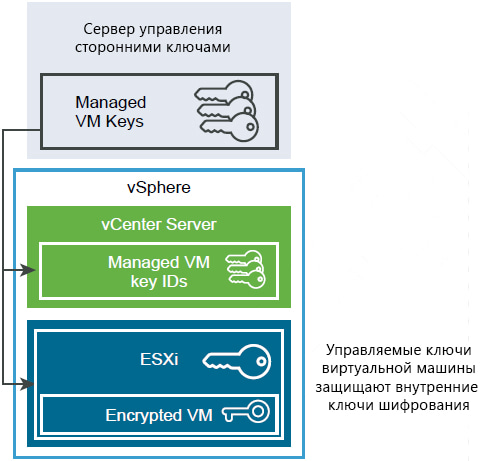 Сервер управления
сторонними ключами
Managed
VM Keys
vSphere
vCenter Server
Managed VM
key IDs
ESXi
Encrypted VM
Управляемые ключи
виртуальной машины
защищают внутренние
ключи шифрования